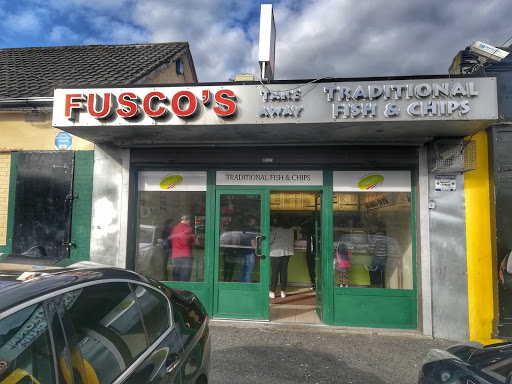 FUSCO'S
TAKE
AWAY
TRADITIONAL
FISH & CHIPS
TRADITIONAL FISH & CHIPS